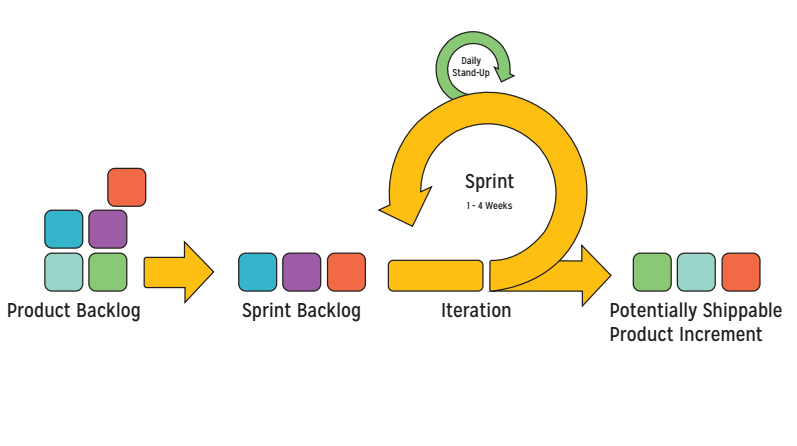 Daily
Stand-Up
Sprint
1 - 4 Weeks
Product Backlog
Sprint Backlog
Iteration
Potentially Shippable
Product Increment